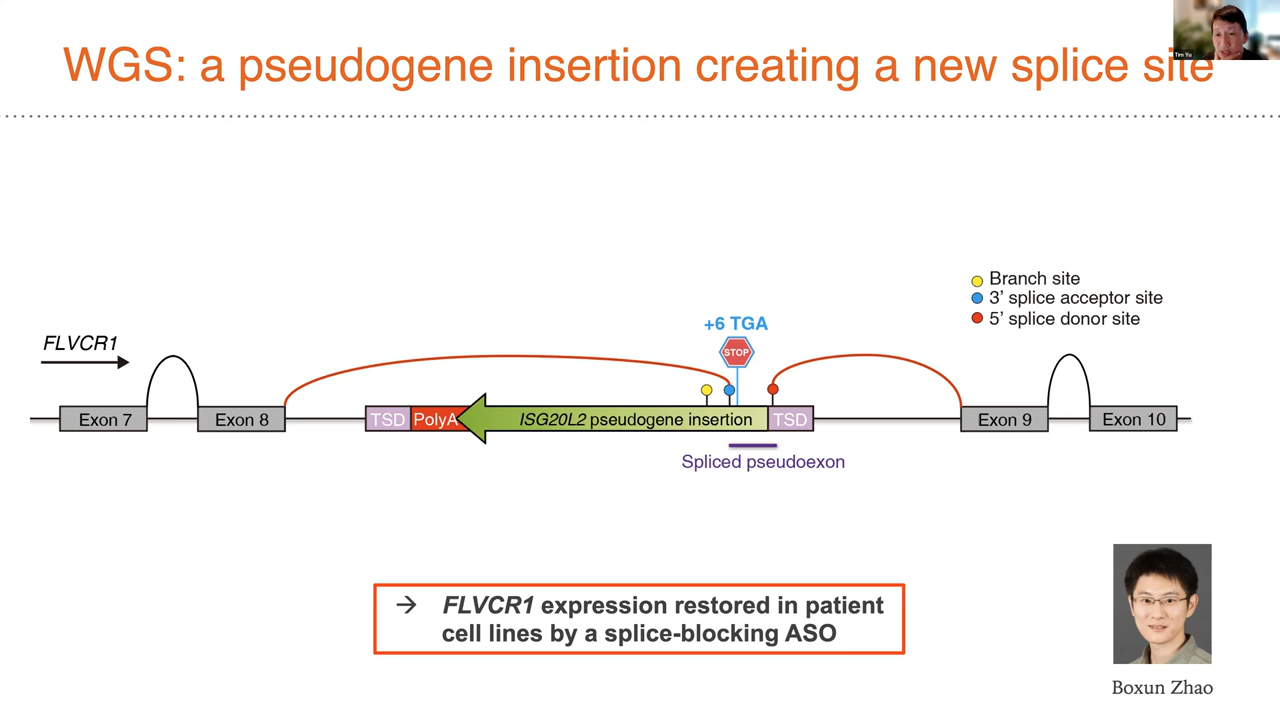 WGS: a pseudogene insertion creating a new splice site
Tim Yu
Branch site
3’ splice acceptor site
5’ splice donor site
+6 TGA
STOP
FLVCR1
Exon 7
Exon 8
TSD
PolyA
ISG20L2 pseudogene insertion
TSD
Exon 9
Exon 10
Spliced pseudoexon
→ FLVCR1 expression restored in patient
cell lines by a splice-blocking ASO
Boxun Zhao